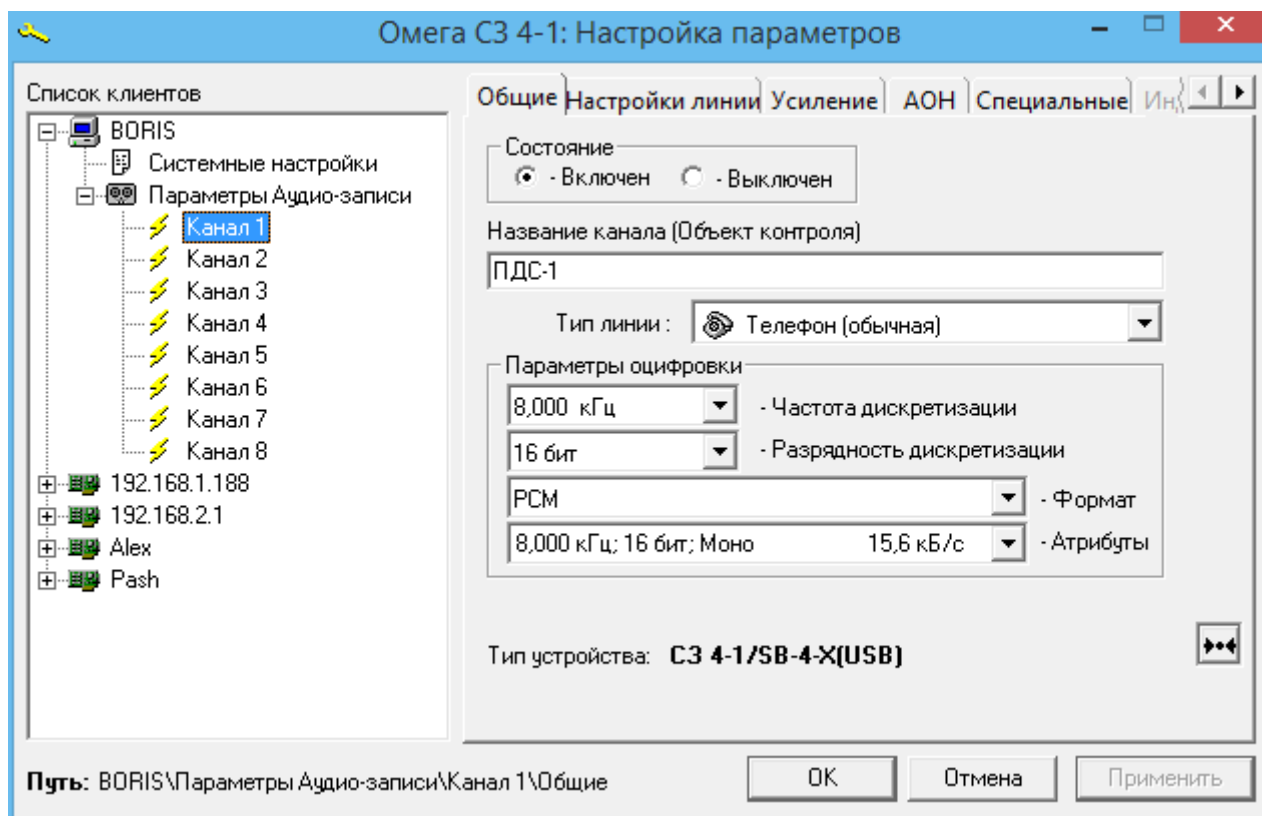 Омега СЗ 4-1: Настройка параметров
Список клиентов
BORIS
Системные настройки
Параметры Аудио-записи
Канал 1
Канал 2
Канал 3
Канал 4
Канал 5
Канал 6
Канал 7
Канал 8
192.168.1.188
192.168.2.1
Alex
Pash
Общие Настройки линии Усиление АОН Специальные Ин
Состояние
- Включен - Выключен
Название канала (Объект контроля)
ПДС-1
Тип линии : Телефон (обычная)
Параметры оцифровки
8,000 кГц - Частота дискретизации
16 бит - Разрядность дискретизации
PCM - Формат
8,000 кГц; 16 бит; Моно 15,6 кБ/с - Атрибуты
Тип устройства: СЗ 4-1/SB-4-X(USB)
Путь: BORIS\Параметры Аудио-записи\Канал 1\Общие
OK Отмена Применить